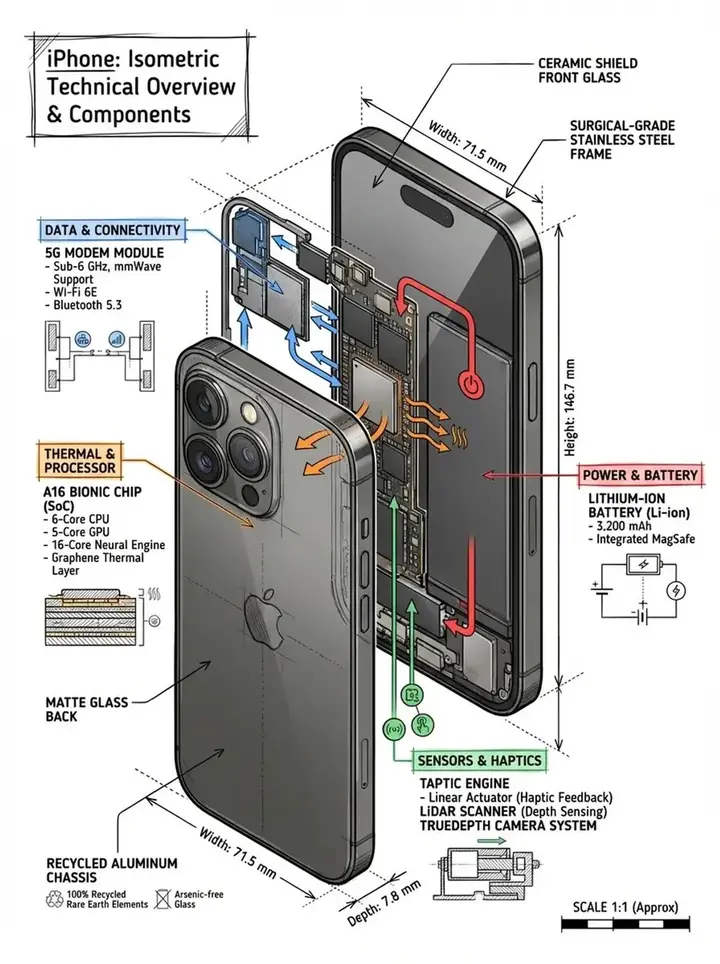 iPhone: Isometric
Technical Overview
& Components
CERAMIC SHIELD
FRONT GLASS
Width: 71.5 mm
SURGICAL-GRADE
STAINLESS STEEL
FRAME
DATA & CONNECTIVITY
5G MODEM MODULE
- Sub-6 GHz, mmWave
Support
- Wi-Fi 6E
- Bluetooth 5.3
Height: 146.7 mm
THERMAL &
PROCESSOR
A16 BIONIC CHIP
(SoC)
- 6-Core CPU
- 5-Core GPU
- 16-Core Neural Engine
- Graphene Thermal
Layer
POWER & BATTERY
LITHIUM-ION
BATTERY (Li-ion)
- 3,200 mAh
- Integrated MagSafe
MATTE GLASS
BACK
SENSORS & HAPTICS
TAPTIC ENGINE
- Linear Actuator (Haptic Feedback)
LiDAR SCANNER (Depth Sensing)
TRUEDEPTH CAMERA SYSTEM
Width: 71.5 mm
Depth: 7.8 mm
RECYCLED ALUMINUM
CHASSIS
100% Recycled
Rare Earth Elements
Arsenic-free
Glass
SCALE 1:1 (Approx)